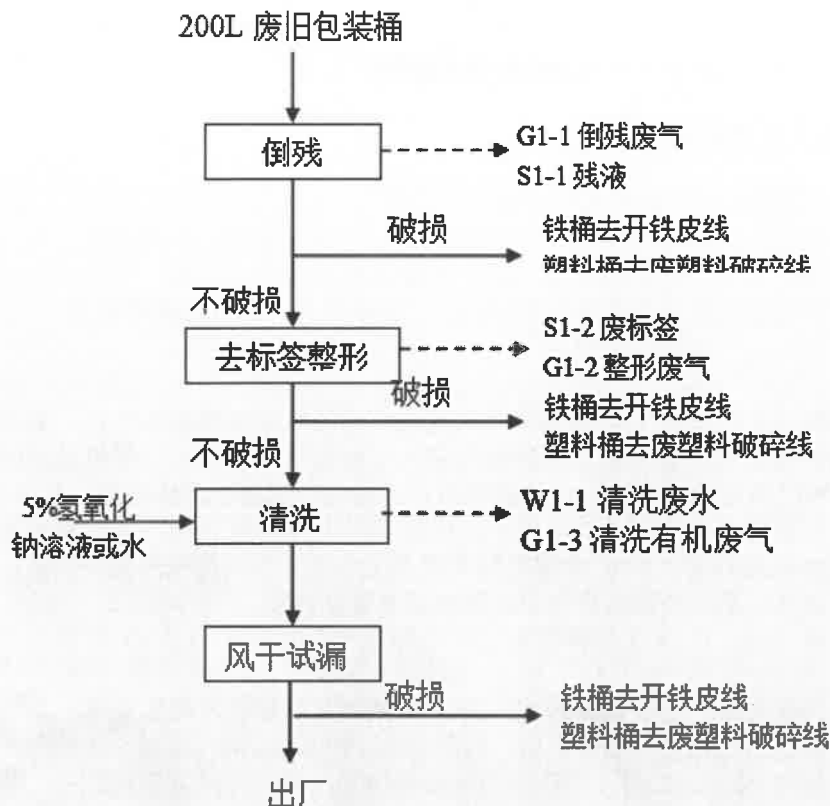 200L 废旧包装桶
倒残
G1-1 倒残废气
S1-1 残液
破损
铁桶去开铁皮线
塑料桶去废塑料破碎线
不破损
去标签整形
S1-2 废标签
G1-2 整形废气
破损
铁桶去开铁皮线
塑料桶去废塑料破碎线
不破损
5%氢氧化
钠溶液或水
清洗
W1-1 清洗废水
G1-3 清洗有机废气
风干试漏
破损
铁桶去开铁皮线
塑料桶去废塑料破碎线
出厂